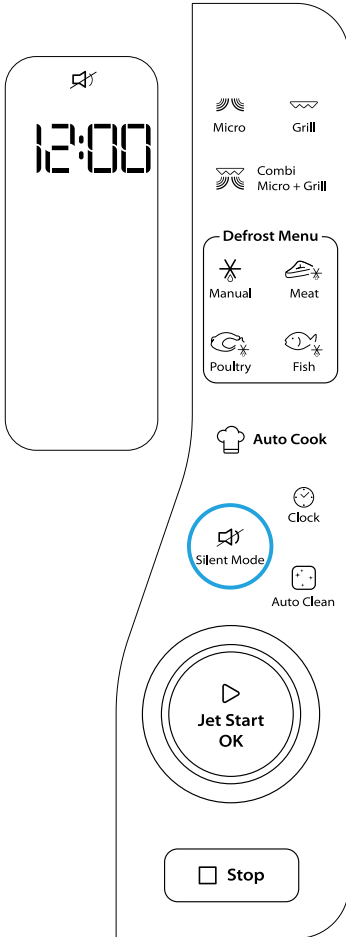 12:00
Micro Grill
Combi
Micro + Grill
Defrost Menu
Manual Meat
Poultry Fish
Auto Cook
Clock
Silent Mode
Auto Clean
Jet Start
OK
Stop